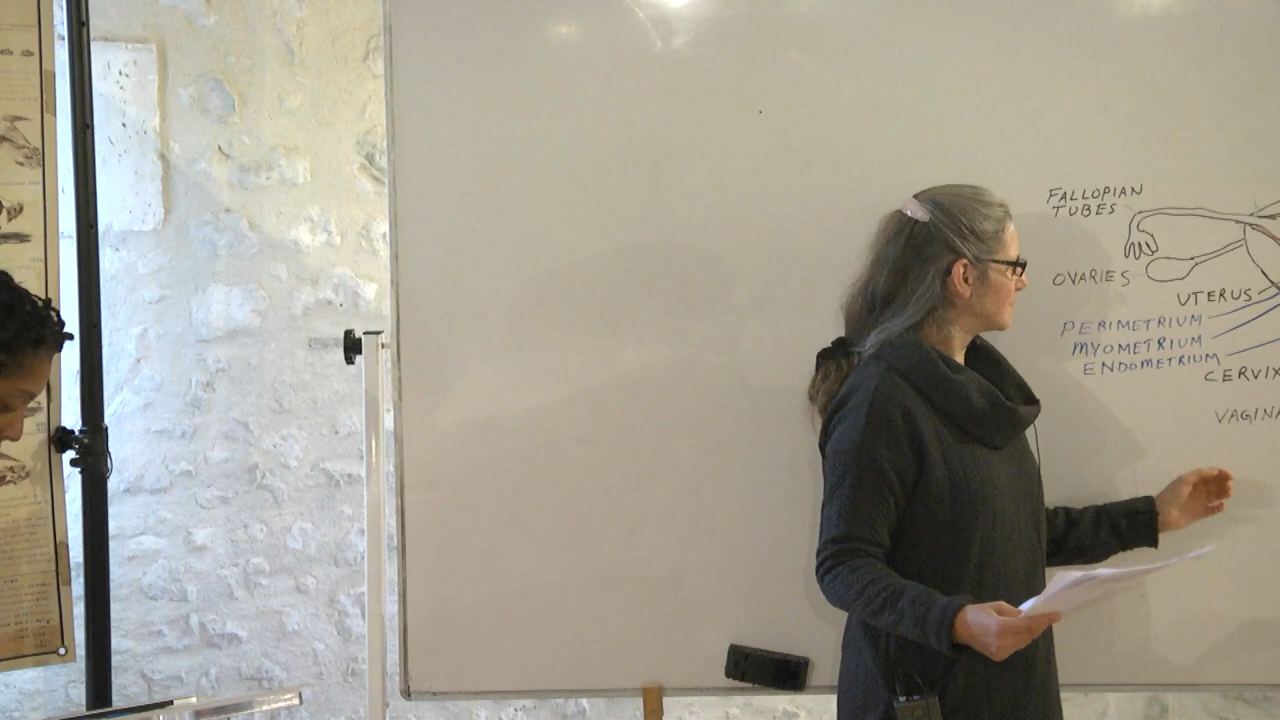 FALLOPIAN
TUBES
OVARIES
UTERUS
PERIMETRIUM
MYOMETRIUM
ENDOMETRIUM
CERVIX
VAGINA